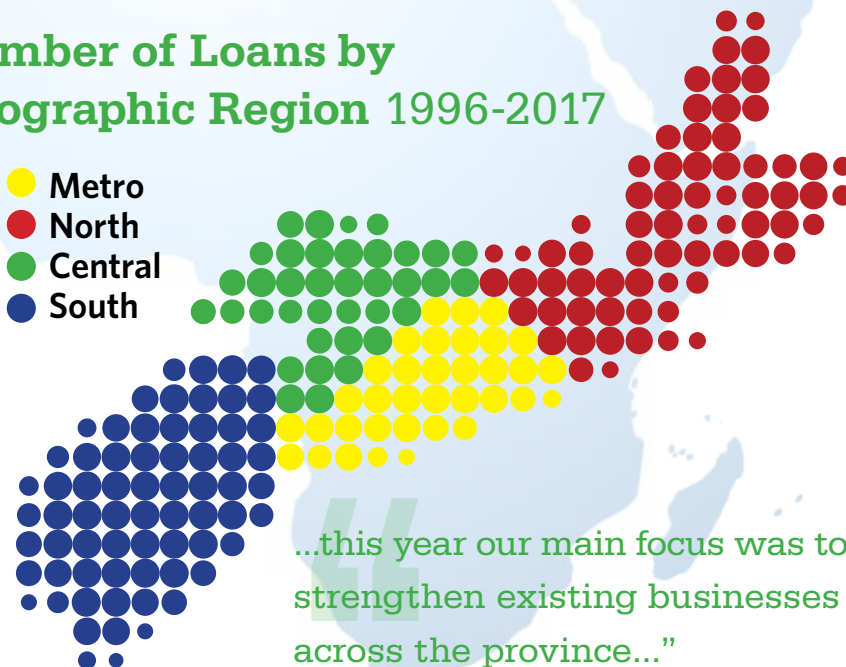 mber of Loans by
ographic Region 1996-2017
Metro
North
Central
South
“
...this year our main focus was to
strengthen existing businesses
across the province...”